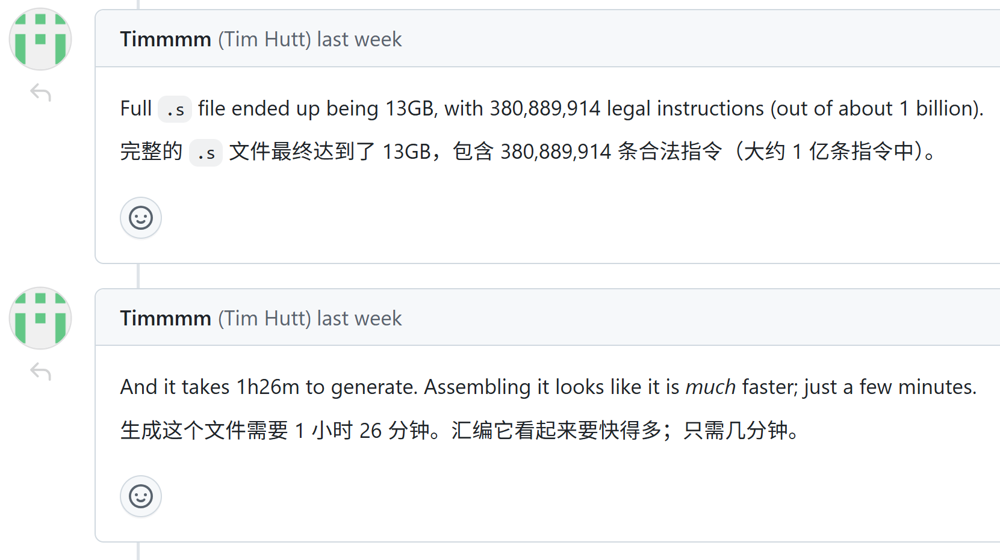 Timmmm (Tim Hutt) last week
Full .s file ended up being 13GB, with 380,889,914 legal instructions (out of about 1 billion).
完整的 .s 文件最终达到了 13GB，包含 380,889,914 条合法指令（大约 1 亿条指令中）。
Timmmm (Tim Hutt) last week
And it takes 1h26m to generate. Assembling it looks like it is much faster; just a few minutes.
生成这个文件需要 1 小时 26 分钟。汇编它看起来要快得多；只需几分钟。